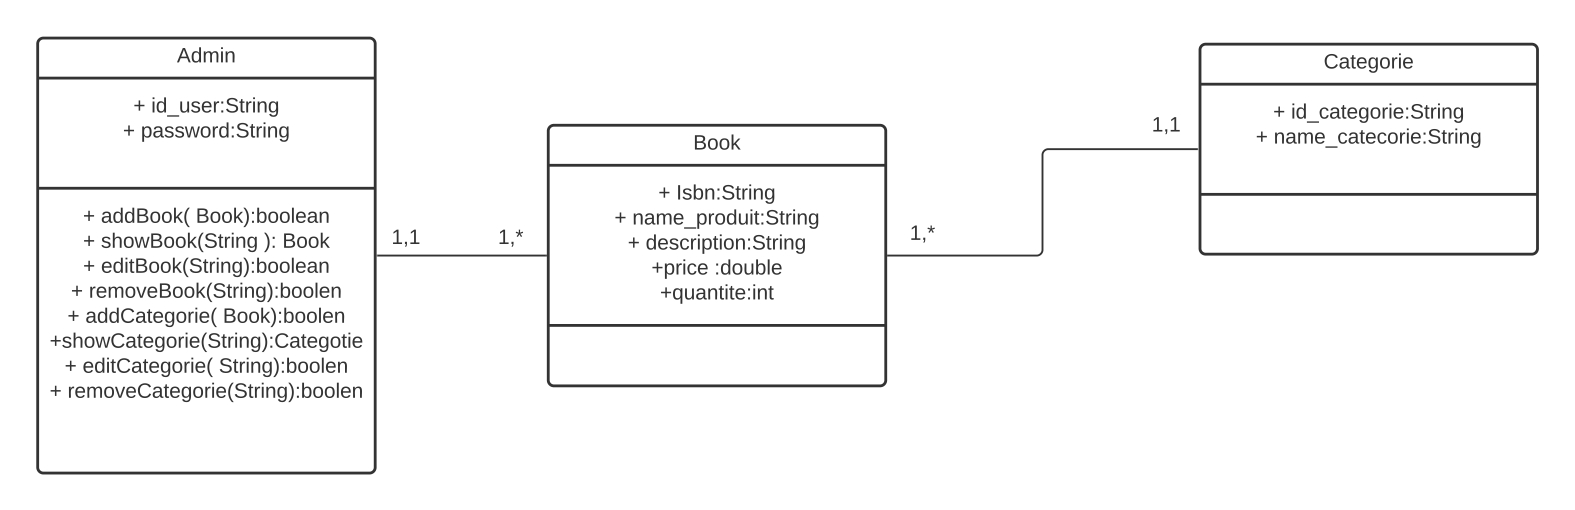 Admin
+ id_user:String
+ password:String
+ addBook( Book):boolean
+ showBook(String ): Book
+ editBook(String):boolean
+ removeBook(String):boolen
+ addCategorie( Book):boolen
+showCategorie(String):Categotie
+ editCategorie( String):boolen
+ removeCategorie(String):boolen
1,1
1,*
Book
+ Isbn:String
+ name_produit:String
+ description:String
+price :double
+quantite:int
1,*
1,1
Categorie
+ id_categorie:String
+ name_catecorie:String